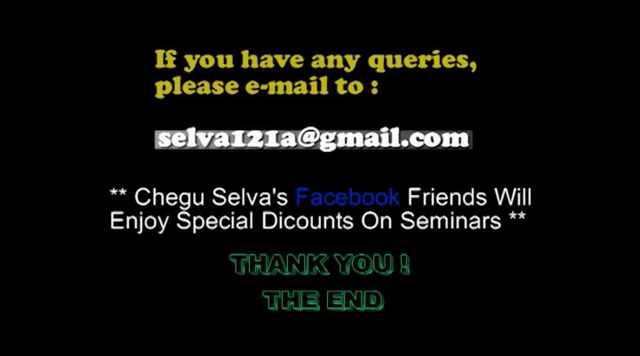 If you have any queries,
please e-mail to :
selva121a@gmail.com
** Chegu Selva's Facebook Friends Will
Enjoy Special Dicounts On Seminars **
THANK YOU !
THE END